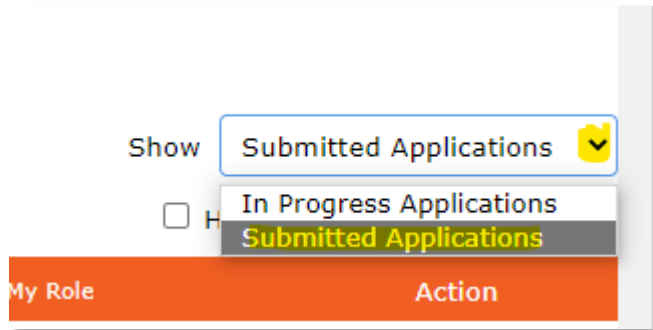 Show Submitted Applications
In Progress Applications
H
Submitted Applications
My Role Action